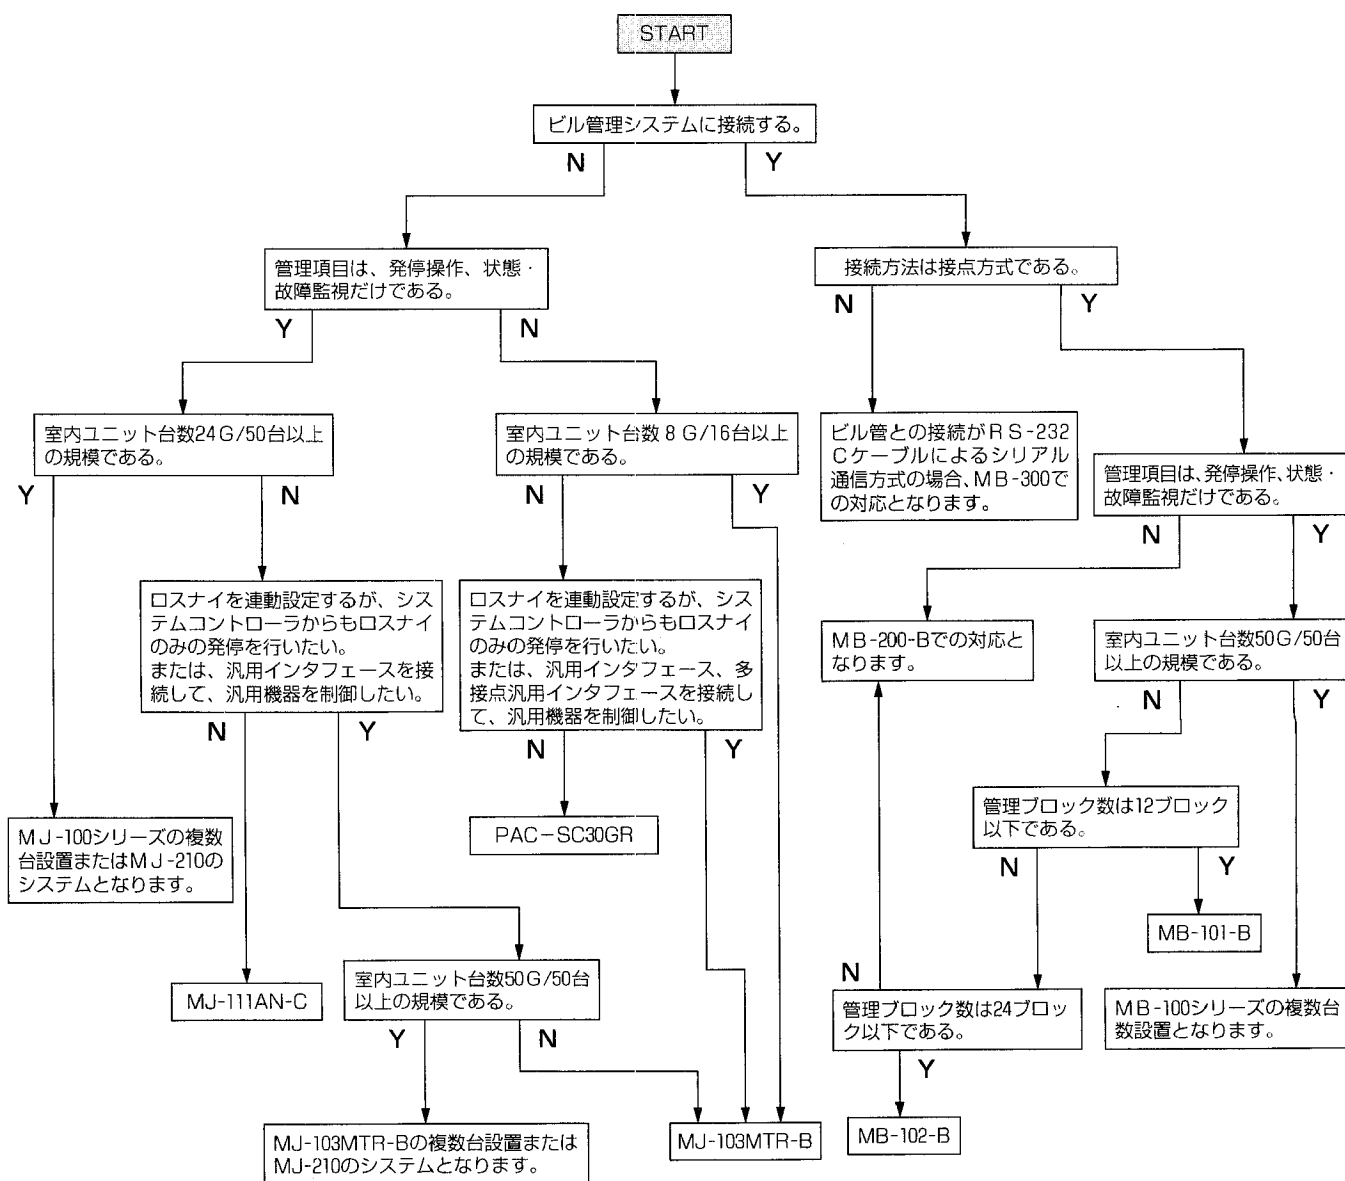 START
ビル管理システムに接続する。
N
Y
管理項目は、発停操作、状態・
故障監視だけである。
Y
N
接続方法は接点方式である。
N
Y
室内ユニット台数24G/50台以上
の規模である。
Y
N
室内ユニット台数8G/16台以上
の規模である。
N
Y
ビル管との接続がRS-232
Cケーブルによるシリアル
通信方式の場合、MB-300で
の対応となります。
管理項目は、発停操作、状態・
故障監視だけである。
N
Y
ロスナイを連動設定するが、シス
テムコントローラからもロスナイ
のみの発停を行いたい。
または、汎用インタフェースを接
続して、汎用機器を制御したい。
N
Y
ロスナイを連動設定するが、シス
テムコントローラからもロスナイ
のみの発停を行いたい。
または、汎用インタフェース、多
接点汎用インタフェースを接続し
て、汎用機器を制御したい。
N
Y
MB-200-Bでの対応と
なります。
室内ユニット台数50G/50台
以上の規模である。
N
Y
MJ-100シリーズの複数
台設置またはMJ-210の
システムとなります。
PAC-SC30GR
管理ブロック数は12ブロック
以下である。
N
Y
MB-101-B
MJ-111AN-C
室内ユニット台数50G/50台
以上の規模である。
Y
N
N
管理ブロック数は24ブロッ
ク以下である。
Y
MB-100シリーズの複数台
数設置となります。
MJ-103MTR-Bの複数台設置または
MJ-210のシステムとなります。
MJ-103MTR-B
MB-102-B